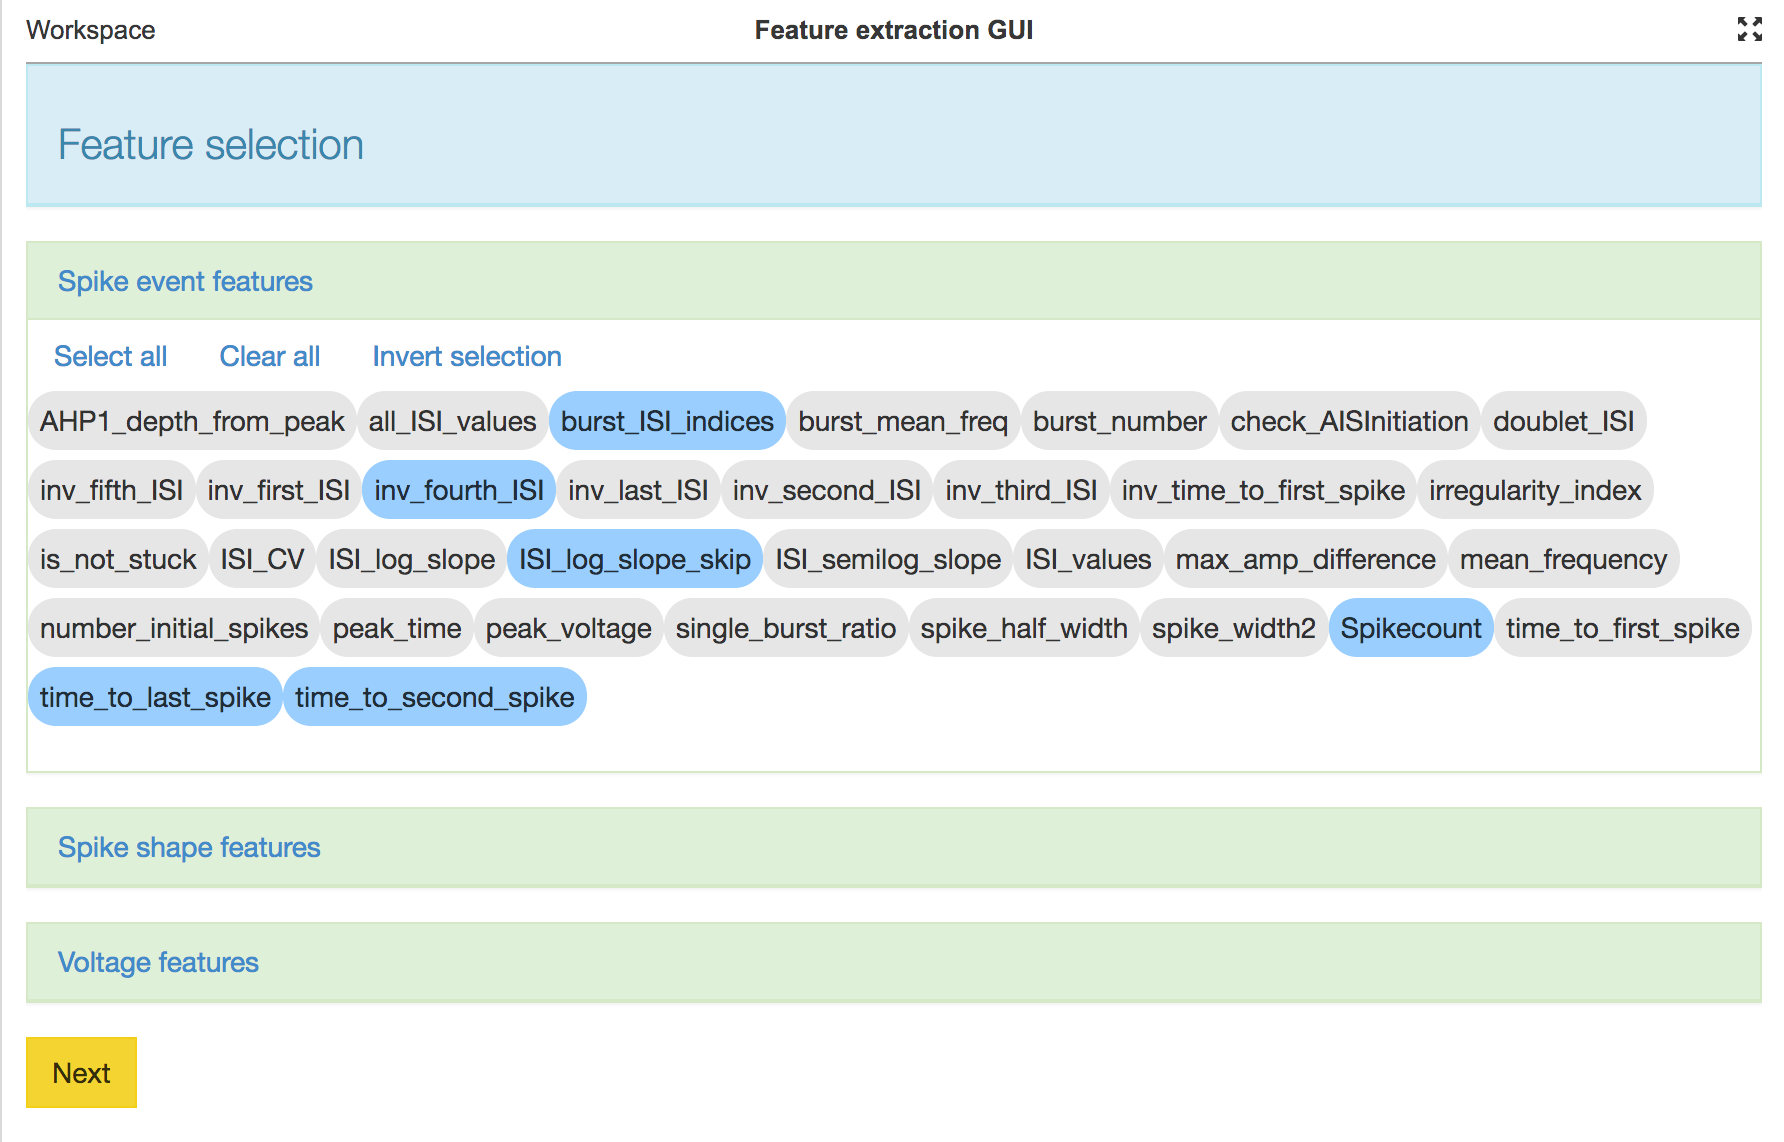 Workspace Feature extraction GUI
Feature selection
Spike event features
Select all Clear all Invert selection
AHP1_depth_from_peak all_ISI_values burst_ISI_indices burst_mean_freq burst_number check_AISInitiation doublet_ISI
inv_fifth_ISI inv_first_ISI inv_fourth_ISI inv_last_ISI inv_second_ISI inv_third_ISI inv_time_to_first_spike irregularity_index
is_not_stuck ISI_CV ISI_log_slope ISI_log_slope_skip ISI_semilog_slope ISI_values max_amp_difference mean_frequency
number_initial_spikes peak_time peak_voltage single_burst_ratio spike_half_width spike_width2 Spikecount time_to_first_spike
time_to_last_spike time_to_second_spike
Spike shape features
Voltage features
Next